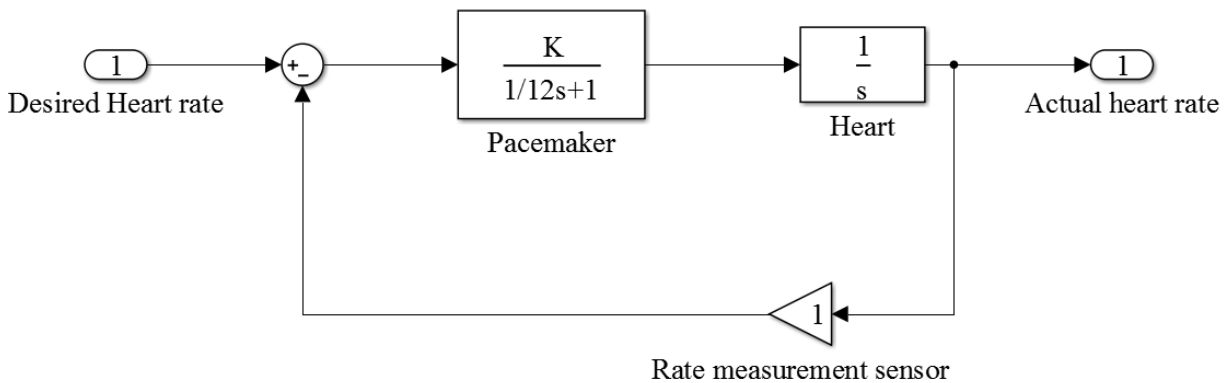 1
Desired Heart rate
+
-
K
1/12s+1
Pacemaker
1
s
Heart
1
Actual heart rate
1
Rate measurement sensor